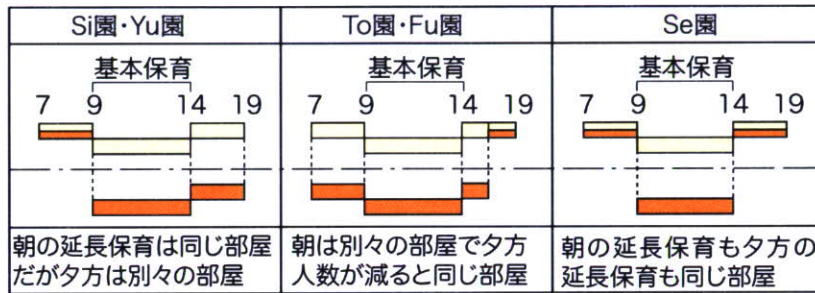 Si園・Yu園
基本保育
7 9 14 19
朝の延長保育は同じ部屋
だが夕方は別々の部屋
To園・Fu園
基本保育
7 9 14 19
朝は別々の部屋で夕方
人数が減ると同じ部屋
Se園
基本保育
7 9 14 19
朝の延長保育も夕方の
延長保育も同じ部屋